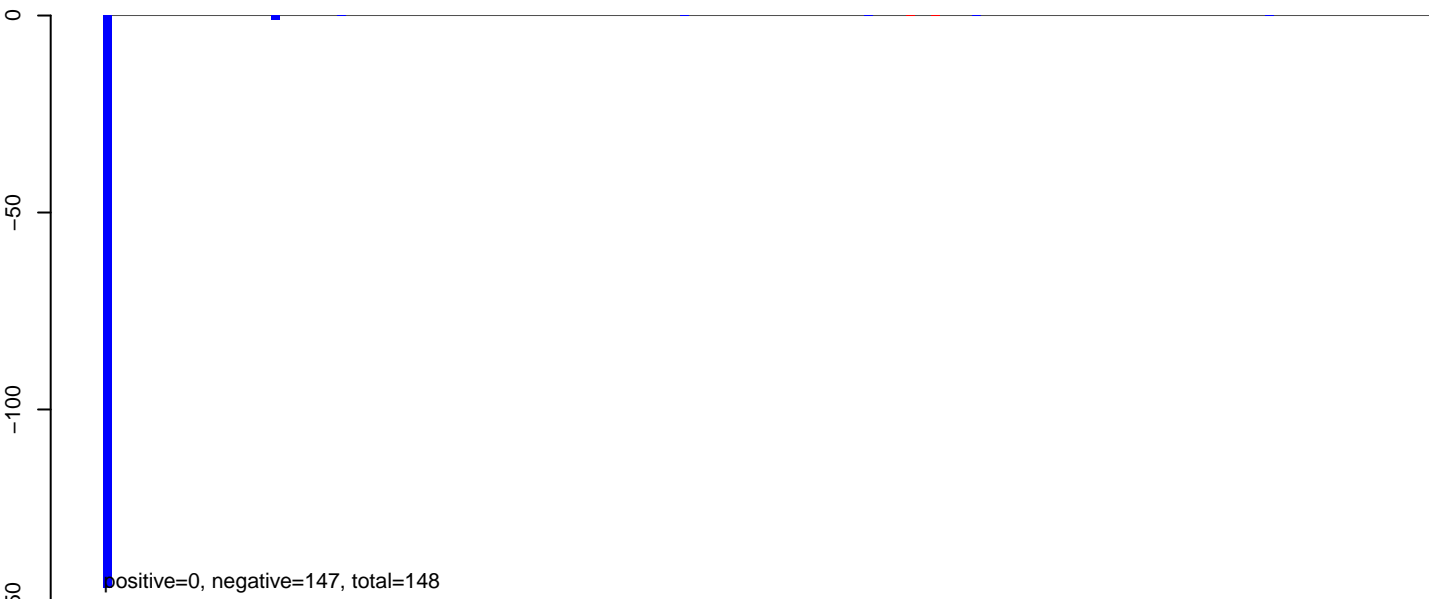 0
−50
−100
positive=0, negative=147, total=148